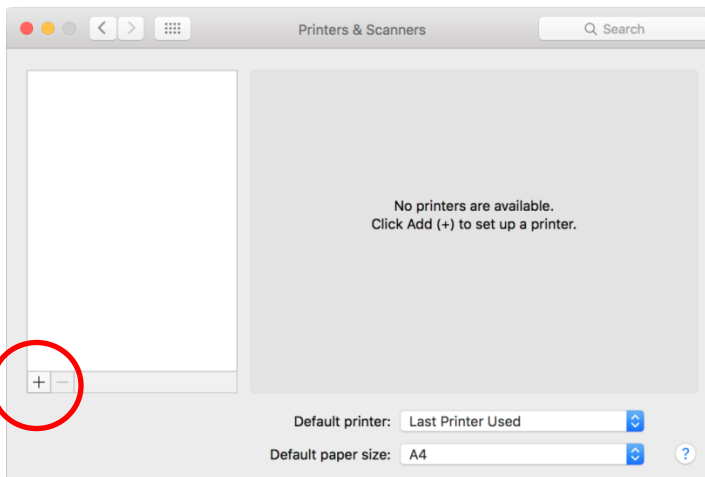 Printers & Scanners
Search
No printers are available.
Click Add (+) to set up a printer.
+ −
Default printer: Last Printer Used
Default paper size: A4
?